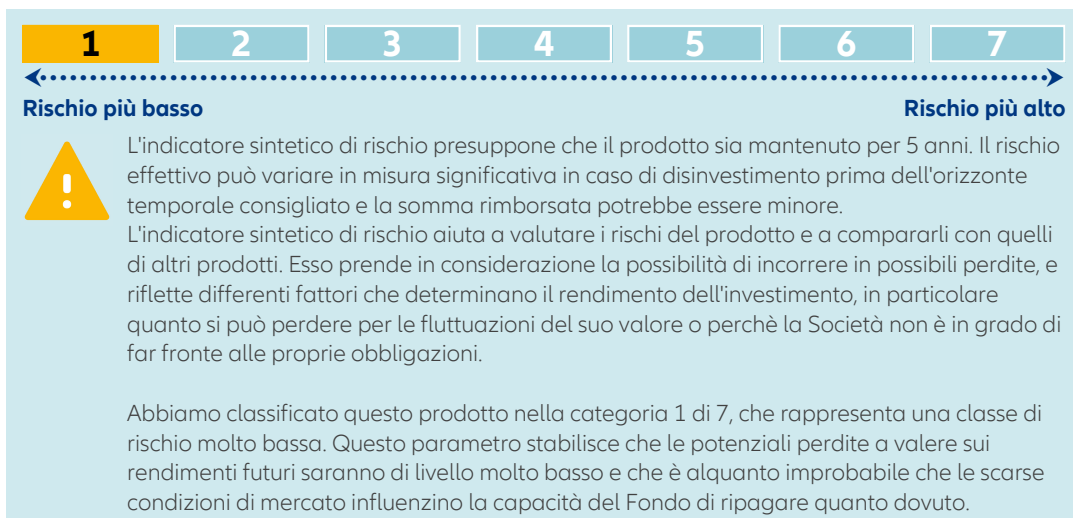 1 2 3 4 5 6 7
Rischio più basso Rischio più alto
L'indicatore sintetico di rischio presuppone che il prodotto sia mantenuto per 5 anni. Il rischio
effettivo può variare in misura significativa in caso di disinvestimento prima dell'orizzonte
temporale consigliato e la somma rimborsata potrebbe essere minore.
L'indicatore sintetico di rischio aiuta a valutare i rischi del prodotto e a compararli con quelli
di altri prodotti. Esso prende in considerazione la possibilità di incorrere in possibili perdite, e
riflette differenti fattori che determinano il rendimento dell'investimento, in particolare
quanto si può perdere per le fluttuazioni del suo valore o perchè la Società non è in grado di
far fronte alle proprie obbligazioni.
Abbiamo classificato questo prodotto nella categoria 1 di 7, che rappresenta una classe di
rischio molto bassa. Questo parametro stabilisce che le potenziali perdite a valere sui
rendimenti futuri saranno di livello molto basso e che è alquanto improbabile che le scarse
condizioni di mercato influenzino la capacità del Fondo di ripagare quanto dovuto.